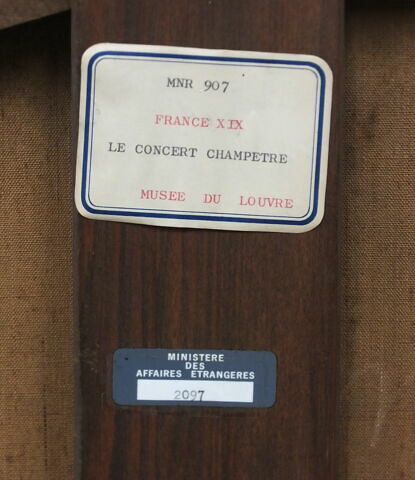 MNR 907
FRANCE XIX
LE CONCERT CHAMPETRE
MUSEE DU LOUVRE
MINISTERE
DES
AFFAIRES ETRANGERES
2097